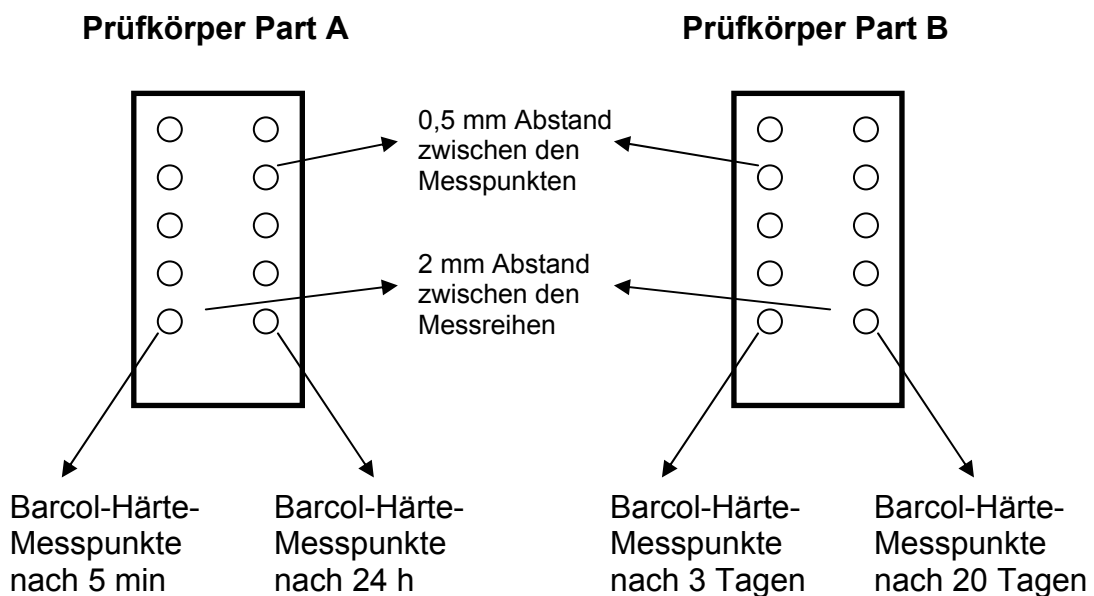 Prüfkörper Part A
Prüfkörper Part B
0,5 mm Abstand
zwischen den
Messpunkten
2 mm Abstand
zwischen den
Messreihen
Barcol-Härte-
Messpunkte
nach 5 min
Barcol-Härte-
Messpunkte
nach 24 h
Barcol-Härte-
Messpunkte
nach 3 Tagen
Barcol-Härte-
Messpunkte
nach 20 Tagen